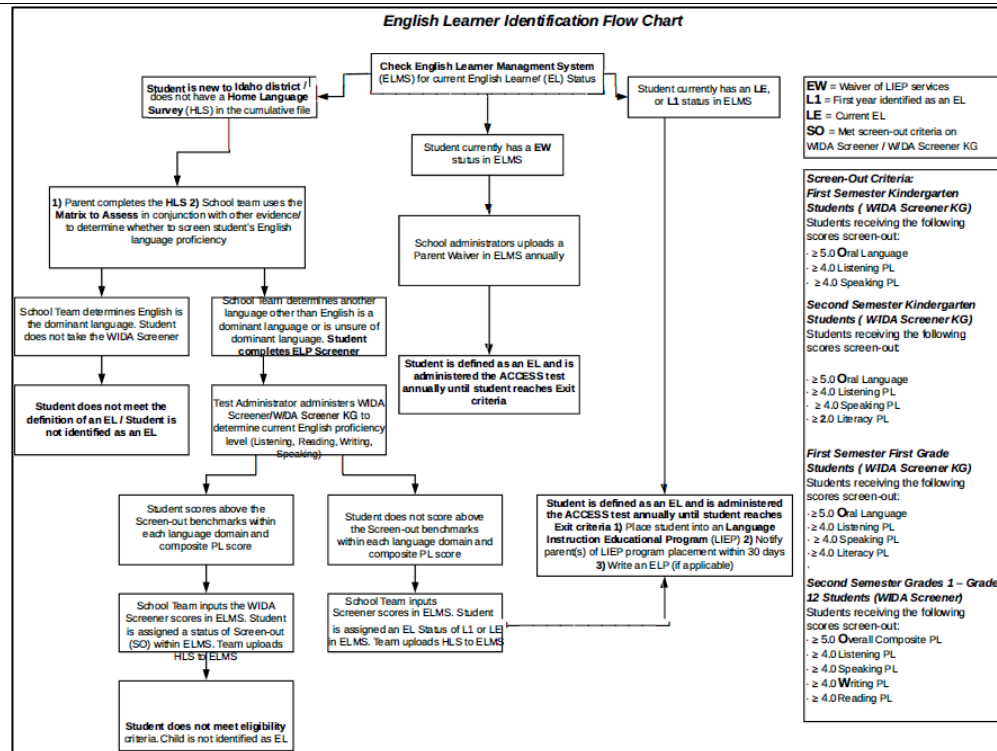 English Learner Identification Flow Chart
Check English Learner Managment System
(ELMS) for current English Learner (EL) Status
Student is new to Idaho district /
does not have a Home Language
Survey (HLS) in the cumulative file
Student currently has an LE,
or L1 status in ELMS
Student currently has a EW
stutus in ELMS
EW = Waiver of LIEP services
L1 = First year identified as an EL
LE = Current EL
SO = Met screen-out criteria on
WIDA Screener / W/DA Screener KG
1) Parent completes the HLS 2) School team uses the
Matrix to Assess in conjunction with other evidence/
to determine whether to screen student's English
language proficiency
School administrators uploads a
Parent Waiver in ELMS annually
School Team determines English is
the dominant language. Student
does not take the WIDA Screener
School Team determines another
language other than English is a
dominant language or is unsure of
dominant language. Student
completes ELP Screener
Student is defined as an EL and is
administered the ACCESS test
annually until student reaches Exit
criteria
Student does not meet the
definition of an EL / Student is
not identified as an EL
Test Administrator administers WIDA
Screener/W/DA Screener KG to
determine current English proficiency
level (Listening, Reading, Writing,
Speaking)
Student scores above the
Screen-out benchmarks within
each language domain and
composite PL score
Student does not score above
the Screen-out benchmarks
within each language domain and
composite PL score
Student is defined as an EL and is administered
the ACCESS test annually until student reaches
Exit criteria 1) Place student into an Language
Instruction Educational Program (LIEP) 2) Notify
parent(s) of LIEP program placement within 30 days
3) Write an ELP (if applicable)
School Team inputs the WIDA
Screener scores in ELMS. Student
is assigned a status of Screen-out
(SO) within ELMS. Team uploads
HLS to ELMS
School Team inputs
Screener scores in ELMS. Student
is assigned an EL Status of L1 or LE
in ELMS. Team uploads HLS to ELMS
Student does not meet eligibility
criteria. Child is not identified as EL
Screen-Out Criteria:
First Semester Kindergarten
Students ( WIDA Screener KG)
Students receiving the following
scores screen-out:
· ≥ 5.0 Oral Language
· ≥ 4.0 Listening PL
· ≥ 4.0 Speaking PL
Second Semester Kindergarten
Students ( W/DA Screener KG)
Students receiving the following
scores screen-out:
· ≥ 5.0 Oral Language
· ≥ 4.0 Listening PL
· ≥ 4.0 Speaking PL
· ≥ 2.0 Literacy PL
First Semester First Grade
Students ( W/DA Screener KG)
Students receiving the following
scores screen-out:
· ≥ 5.0 Oral Language
· ≥ 4.0 Listening PL
· ≥ 4.0 Speaking PL
· ≥ 4.0 Literacy PL
·
Second Semester Grades 1 – Grade
12 Students (WIDA Screener)
Students receiving the following
scores screen-out:
· ≥ 5.0 Overall Composite PL
· ≥ 4.0 Listening PL
· ≥ 4.0 Speaking PL
· ≥ 4.0 Writing PL
· ≥ 4.0 Reading PL